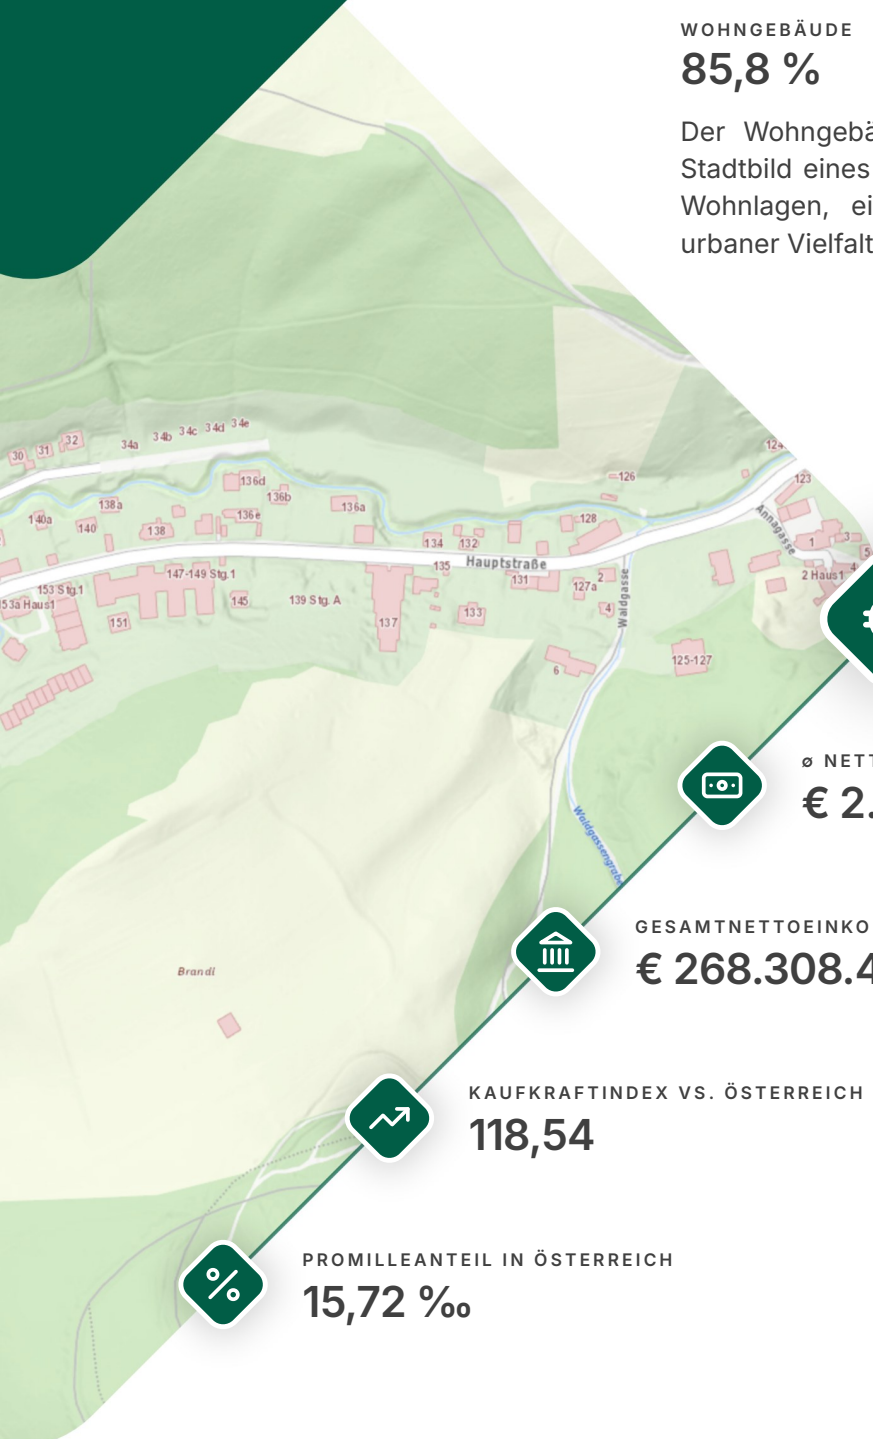 WOHNGEBÄUDE
85,8 %
Der Wohngebä
Stadtbild eines
Wohnlagen, ei
urbaner Vielfalt
30
31
32
34a
34b
34c
34d
34e
136d
136b
136a
136e
138a
140a
140
138
126
124
123
128
134
132
135
Hauptstraße
131
Annagasse
1
3
5
4
2 Haus1
153 Stg.1
53a Haus1
147-149 Stg.1
145
139 Stg. A
151
137
133
127a
2
4
Waldgasse
6
125-127
Waldgassengrabe
Brandl
ø NETT
€ 2.
GESAMTNETTOEINKO
€ 268.308.4
KAUFKRAFTINDEX VS. ÖSTERREICH
118,54
PROMILLEANTEIL IN ÖSTERREICH
15,72 ‰